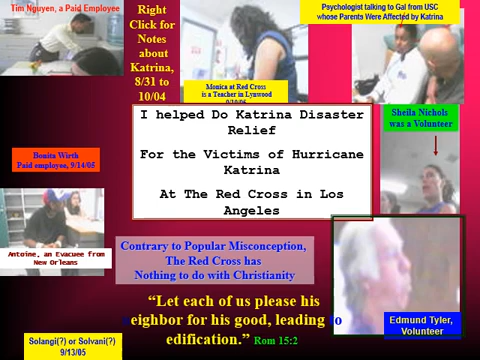 Tim Nguyen, a Paid Employee
Right
Click for
Notes
about
Katrina,
8/31 to
10/04
Psychologist talking to Gal from USC
whose Parents Were Affected by Katrina
Monica at Red Cross
is a Teacher in Lynwood
I helped Do Katrina Disaster
Relief
For the Victims of Hurricane
Katrina
At The Red Cross in Los
Angeles
Sheila Nichols
was a Volunteer
Bonita Wirth
Paid employee, 9/14/05
Antoine, an Evacuee from
New Orleans
Contrary to Popular Misconception,
The Red Cross has
Nothing to do with Christianity
“Let each of us please his
eighbor for his good, leading to
edification.” Rom 15:2
Edmund Tyler,
Volunteer
Solangi(?) or Solvani(?)
9/13/05